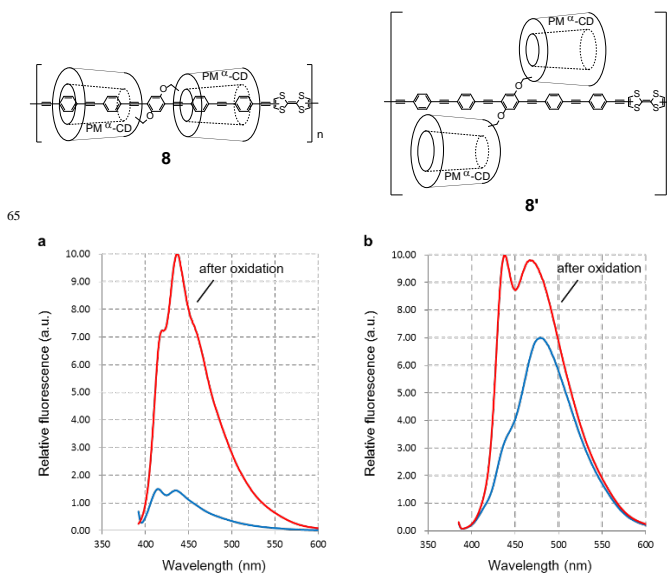 PM α-CD
PM α-CD
S S
S S
n
8
PM α-CD
PM α-CD
O
O
S S
S S
8'
65
a
b
after oxidation
after oxidation
Relative fluorescence (a.u.)
10.00
9.00
8.00
7.00
6.00
5.00
4.00
3.00
2.00
1.00
0.00
350 400 450 500 550 600
Wavelength (nm)
Relative fluorescence (a.u.)
10.00
9.00
8.00
7.00
6.00
5.00
4.00
3.00
2.00
1.00
0.00
350 400 450 500 550 600
Wavelength (nm)